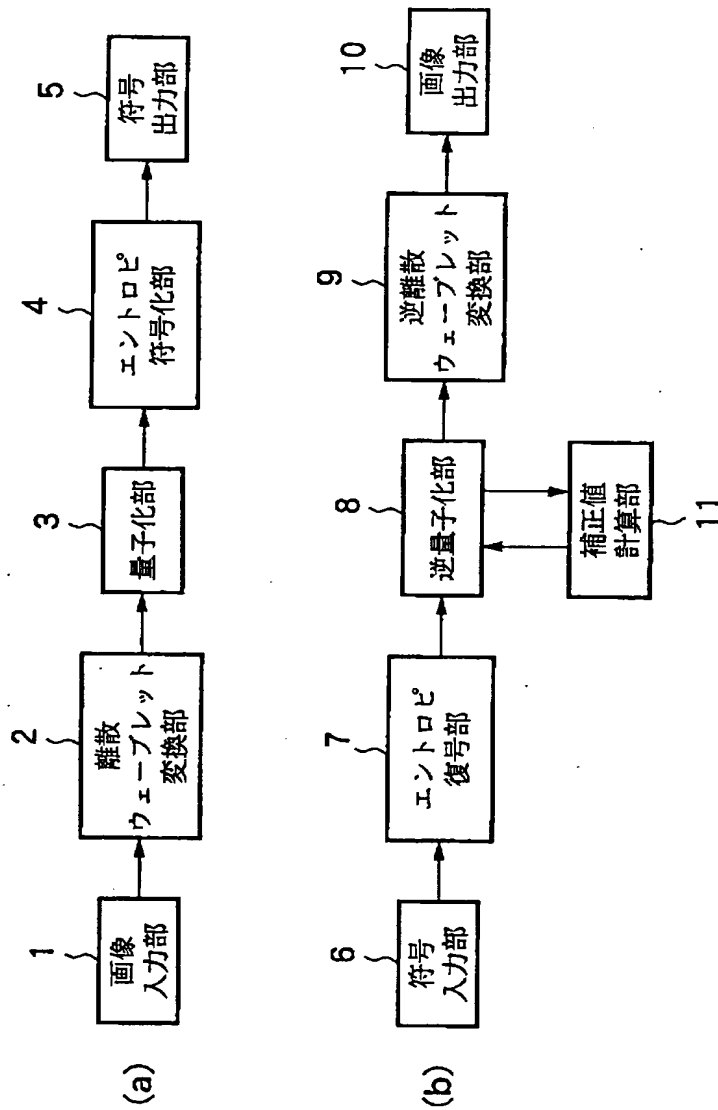 (a)
1
画像
入力部
2
離散
ウェーブレット
変換部
3
量子化部
4
エントロピ
符号化部
5
符号
出力部
(b)
6
符号
入力部
7
エントロピ
復号部
8
逆量子化部
9
逆離散
ウェーブレット
変換部
10
画像
出力部
補正値
計算部
11